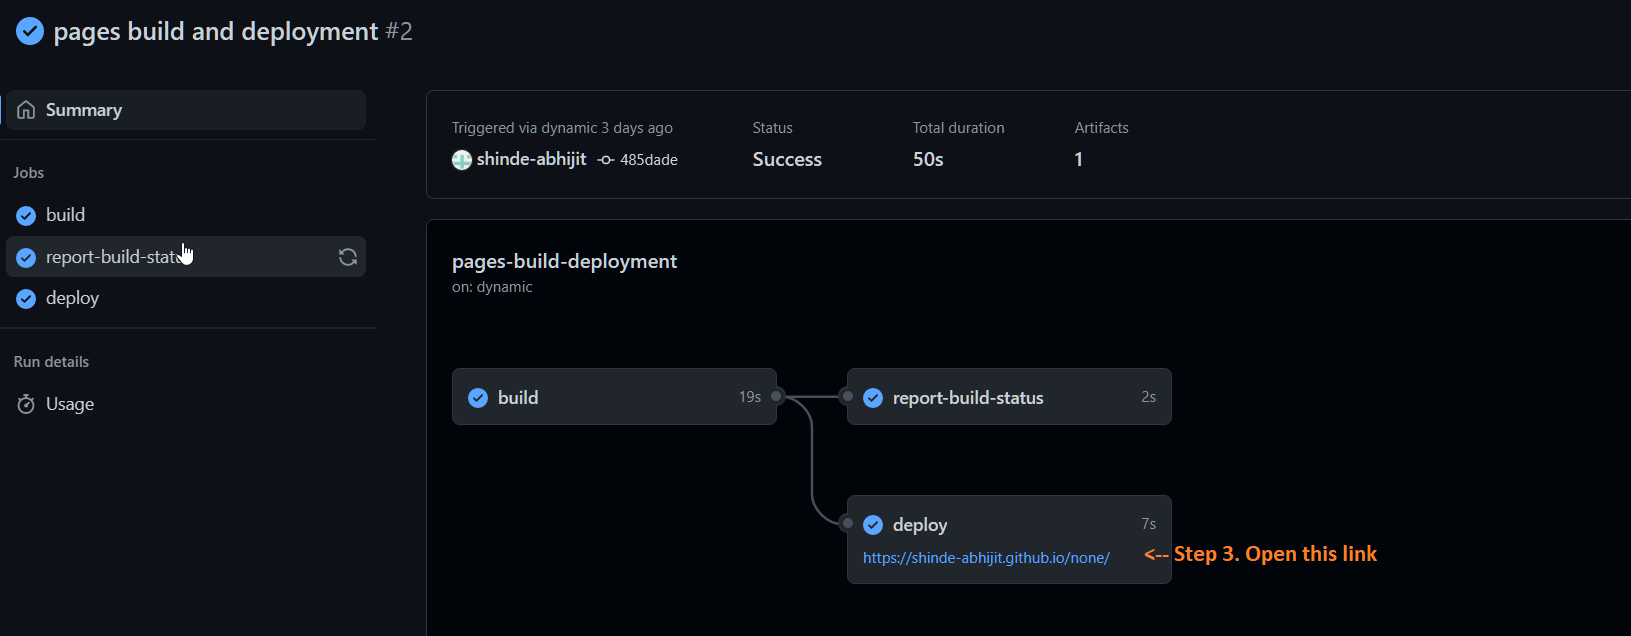 pages build and deployment #2
Summary
Jobs
build
report-build-status
deploy
Run details
Usage
Triggered via dynamic 3 days ago
shinde-abhijit 485dade
Status
Success
Total duration
50s
Artifacts
1
pages-build-deployment
on: dynamic
build 19s
report-build-status 2s
deploy 7s
https://shinde-abhijit.github.io/none/ <-- Step 3. Open this link